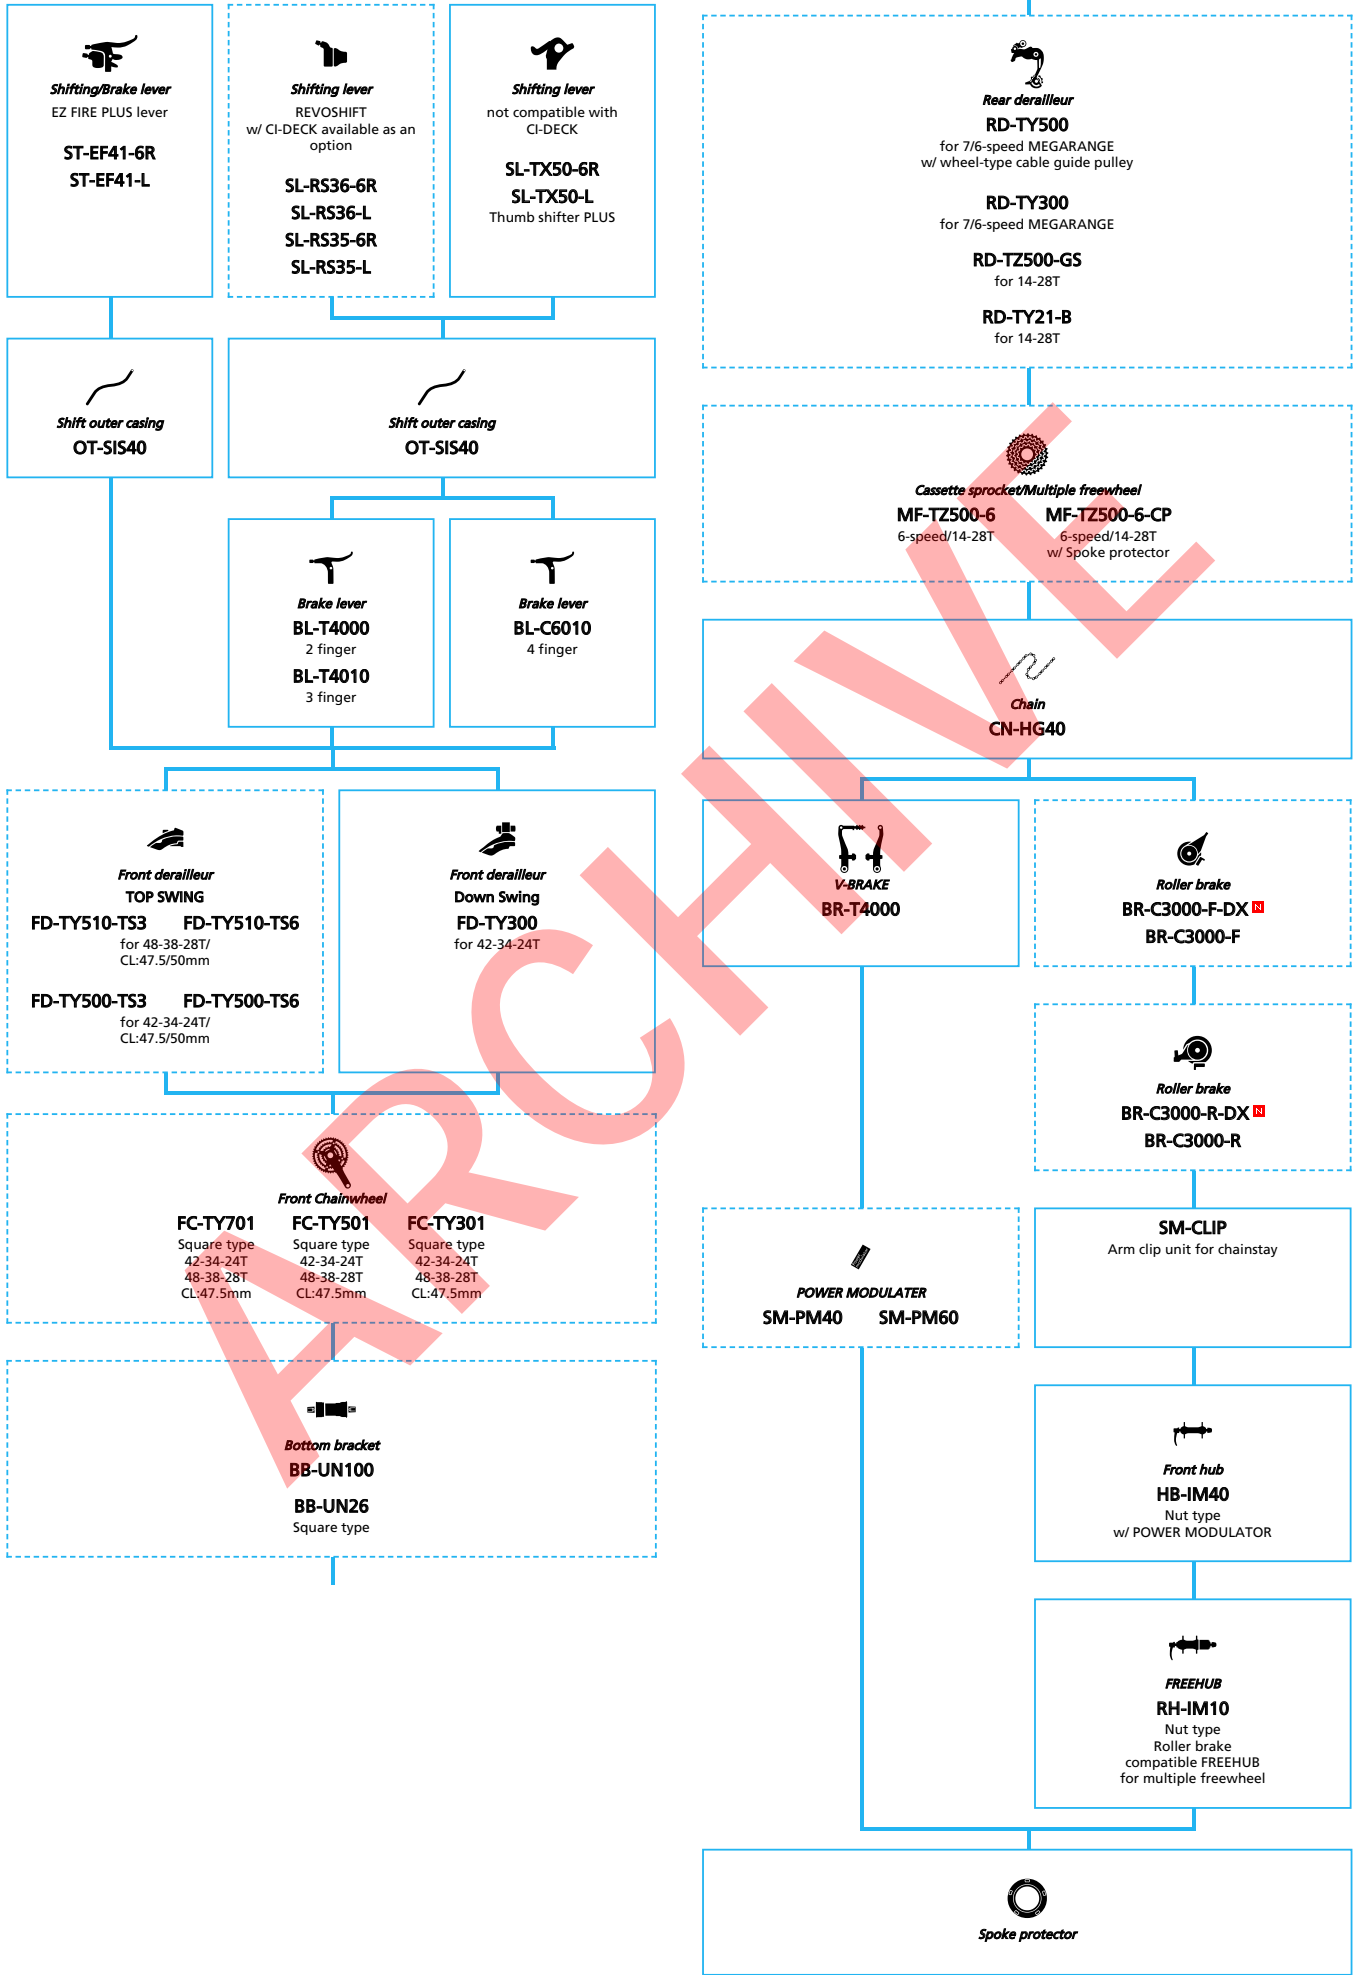 Shifting/Brake lever
EZ FIRE PLUS lever
ST-EF41-6R
ST-EF41-L
Shifting lever
REVOSHIFT
w/ CI-DECK available as an
option
SL-RS36-6R
SL-RS36-L
SL-RS35-6R
SL-RS35-L
Shifting lever
not compatible with
CI-DECK
SL-TX50-6R
SL-TX50-L
Thumb shifter PLUS
Shift outer casing
OT-SIS40
Shift outer casing
OT-SIS40
Brake lever
BL-T4000
2 finger
BL-T4010
3 finger
Brake lever
BL-C6010
4 finger
Front derailleur
TOP SWING
FD-TY510-TS3 FD-TY510-TS6
for 48-38-28T/
CL:47.5/50mm
FD-TY500-TS3 FD-TY500-TS6
for 42-34-24T/
CL:47.5/50mm
Front derailleur
Down Swing
FD-TY300
for 42-34-24T
Front Chainwheel
FC-TY701 FC-TY501 FC-TY301
Square type Square type Square type
42-34-24T 42-34-24T 42-34-24T
48-38-28T 48-38-28T 48-38-28T
CL:47.5mm CL:47.5mm CL:47.5mm
Bottom bracket
BB-UN100
BB-UN26
Square type
Rear derailleur
RD-TY500
for 7/6-speed MEGARANGE
w/ wheel-type cable guide pulley
RD-TY300
for 7/6-speed MEGARANGE
RD-TZ500-GS
for 14-28T
RD-TY21-B
for 14-28T
Cassette sprocket/Multiple freewheel
MF-TZ500-6 MF-TZ500-6-CP
6-speed/14-28T 6-speed/14-28T
w/ Spoke protector
Chain
CN-HG40
V-BRAKE
BR-T4000
Roller brake
BR-C3000-F-DX N
BR-C3000-F
Roller brake
BR-C3000-R-DX N
BR-C3000-R
POWER MODULATER
SM-PM40 SM-PM60
SM-CLIP
Arm clip unit for chainstay
Front hub
HB-IM40
Nut type
w/ POWER MODULATOR
FREEHUB
RH-IM10
Nut type
Roller brake
compatible FREEHUB
for multiple freewheel
Spoke protector
ARCHIVE